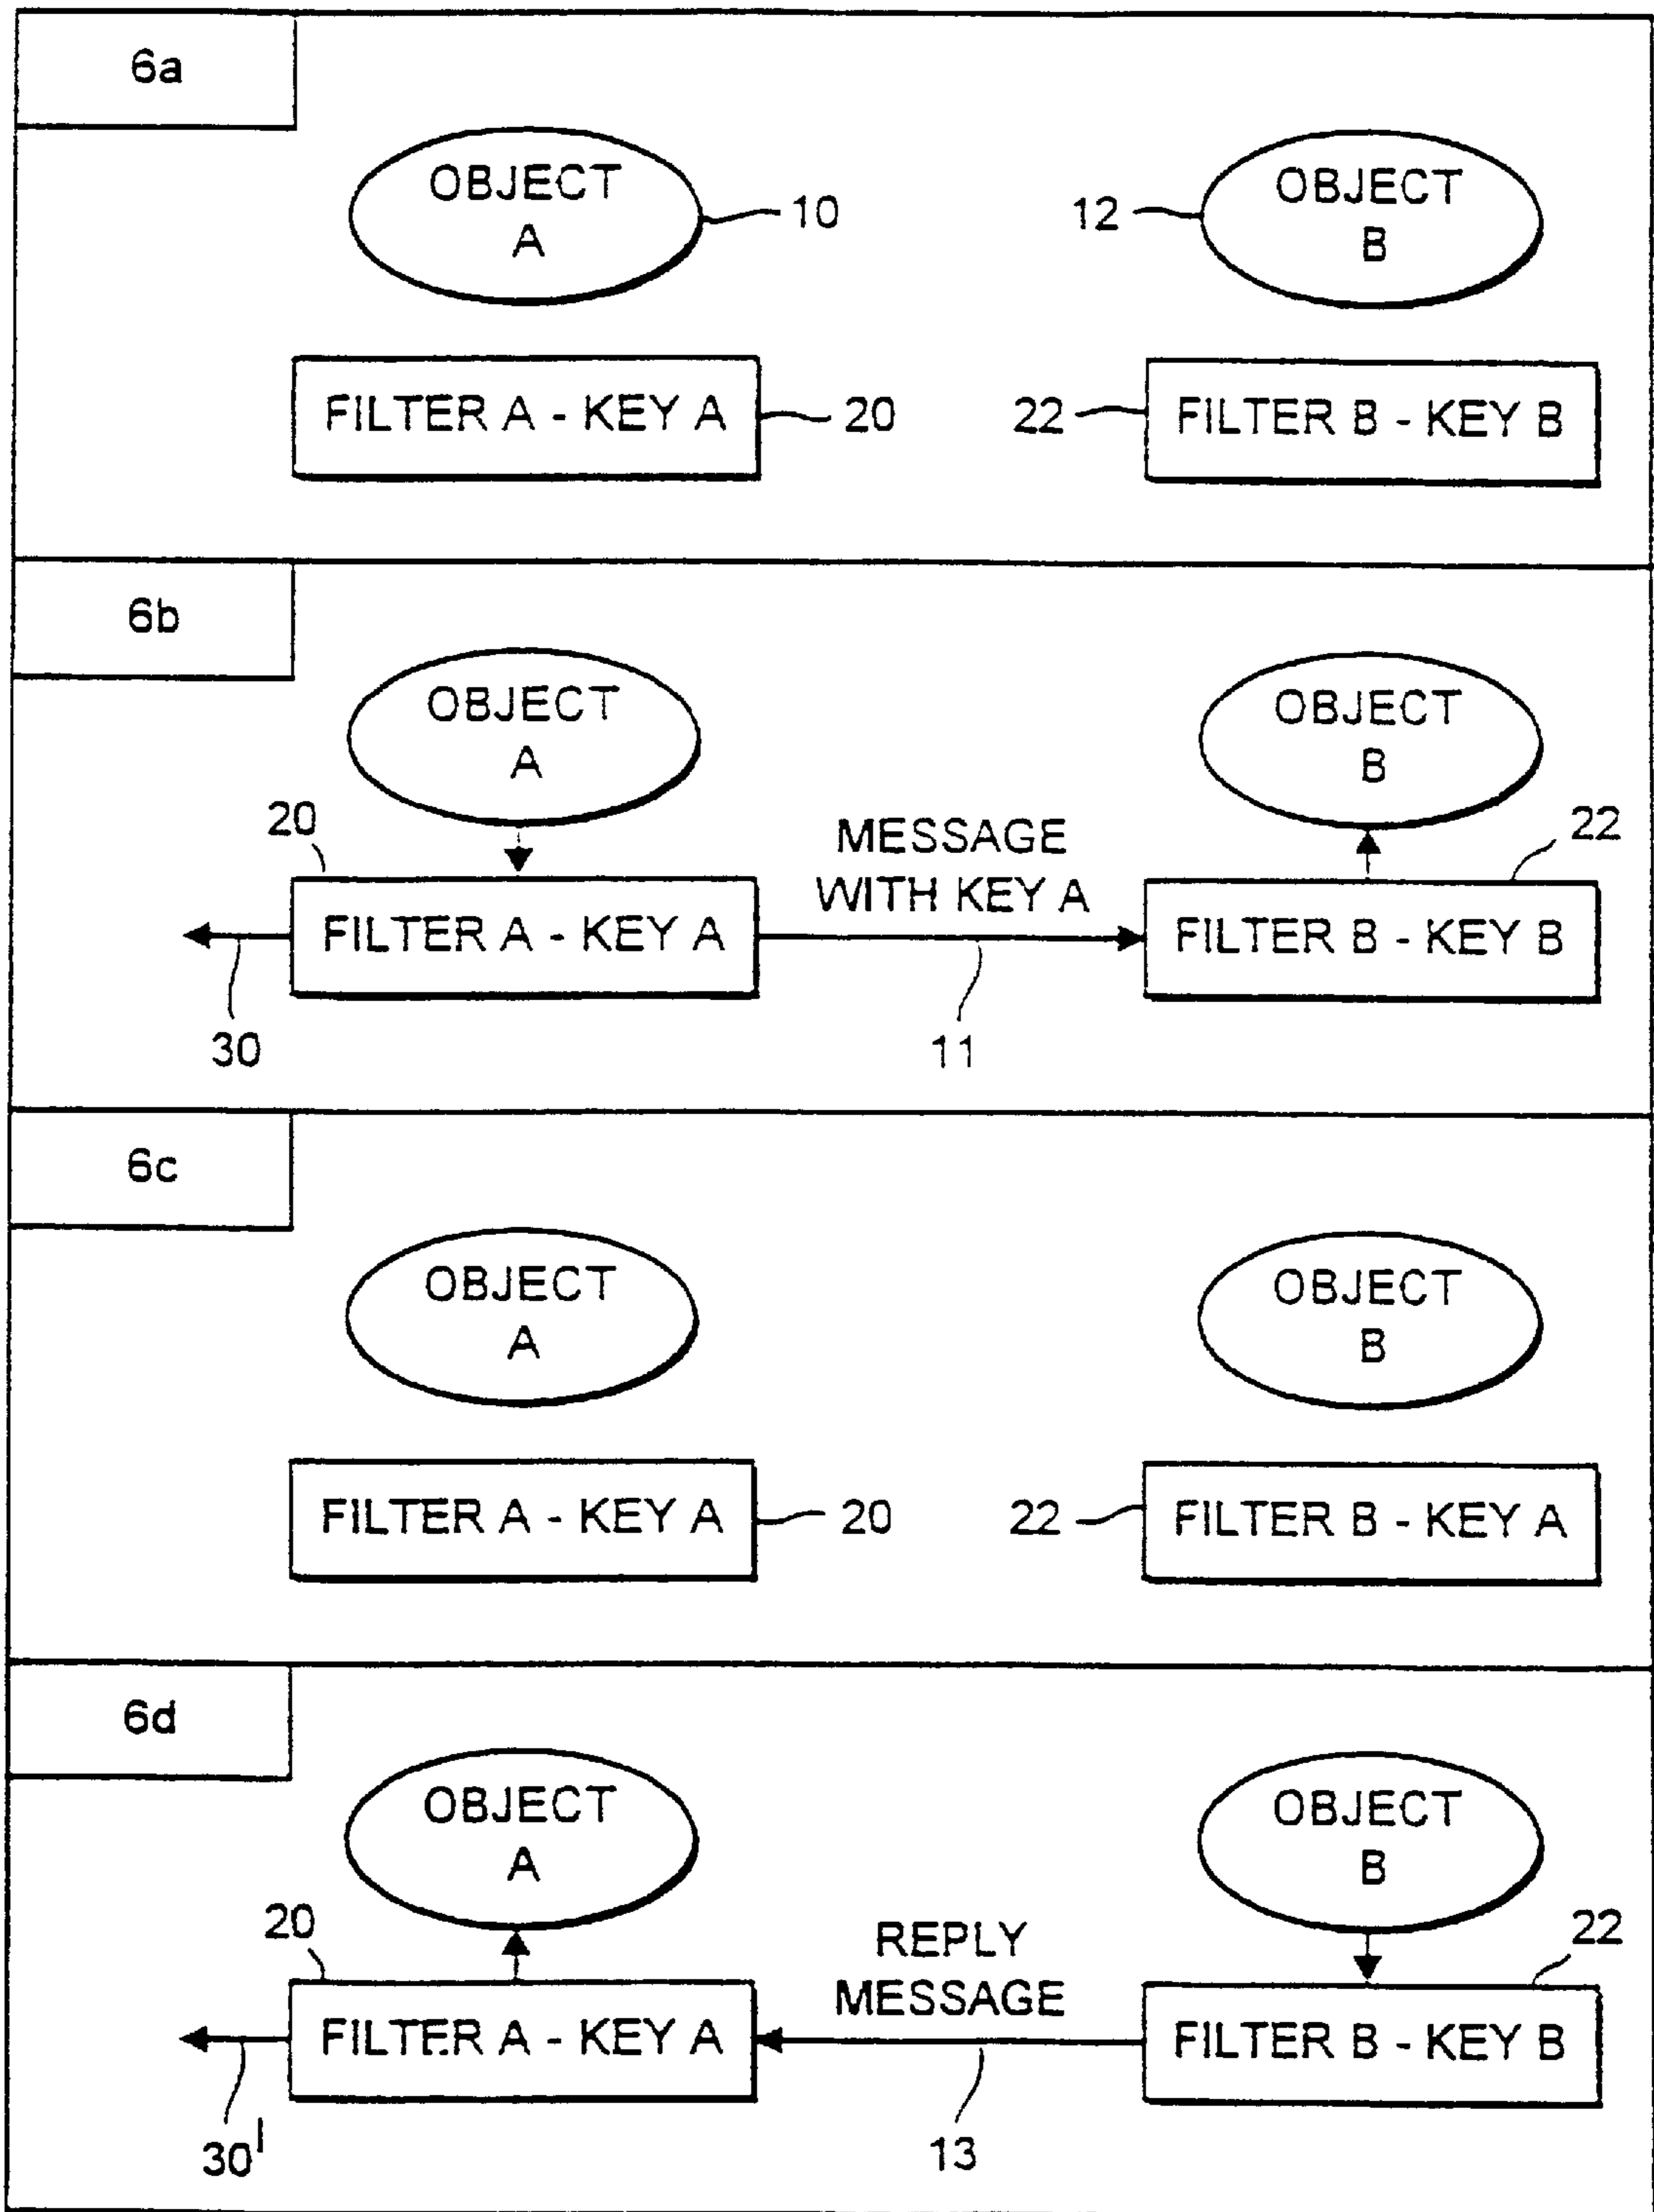 6a
OBJECT
A
10
12
OBJECT
B
FILTER A - KEY A
20
22
FILTER B - KEY B
6b
OBJECT
A
OBJECT
B
20
MESSAGE
WITH KEY A
22
FILTER A - KEY A
FILTER B - KEY B
30
11
6c
OBJECT
A
OBJECT
B
FILTER A - KEY A
20
22
FILTER B - KEY A
6d
OBJECT
A
OBJECT
B
20
REPLY
MESSAGE
22
FILTER A - KEY A
FILTER B - KEY B
30'
13